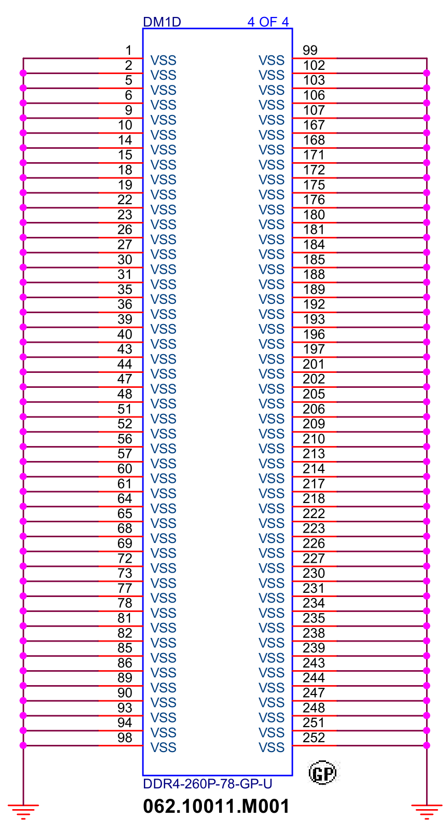 DM1D 4 OF 4
1 VSS VSS 99
2 VSS VSS 102
5 VSS VSS 103
6 VSS VSS 106
9 VSS VSS 107
10 VSS VSS 167
14 VSS VSS 168
15 VSS VSS 171
18 VSS VSS 172
19 VSS VSS 175
22 VSS VSS 176
23 VSS VSS 180
26 VSS VSS 181
27 VSS VSS 184
30 VSS VSS 185
31 VSS VSS 188
35 VSS VSS 189
36 VSS VSS 192
39 VSS VSS 193
40 VSS VSS 196
43 VSS VSS 197
44 VSS VSS 201
47 VSS VSS 202
48 VSS VSS 205
51 VSS VSS 206
52 VSS VSS 209
56 VSS VSS 210
57 VSS VSS 213
60 VSS VSS 214
61 VSS VSS 217
64 VSS VSS 218
65 VSS VSS 222
68 VSS VSS 223
69 VSS VSS 226
72 VSS VSS 227
73 VSS VSS 230
77 VSS VSS 231
78 VSS VSS 234
81 VSS VSS 235
82 VSS VSS 238
85 VSS VSS 239
86 VSS VSS 243
89 VSS VSS 244
90 VSS VSS 247
93 VSS VSS 248
94 VSS VSS 251
98 VSS VSS 252
GP
DDR4-260P-78-GP-U
062.10011.M001